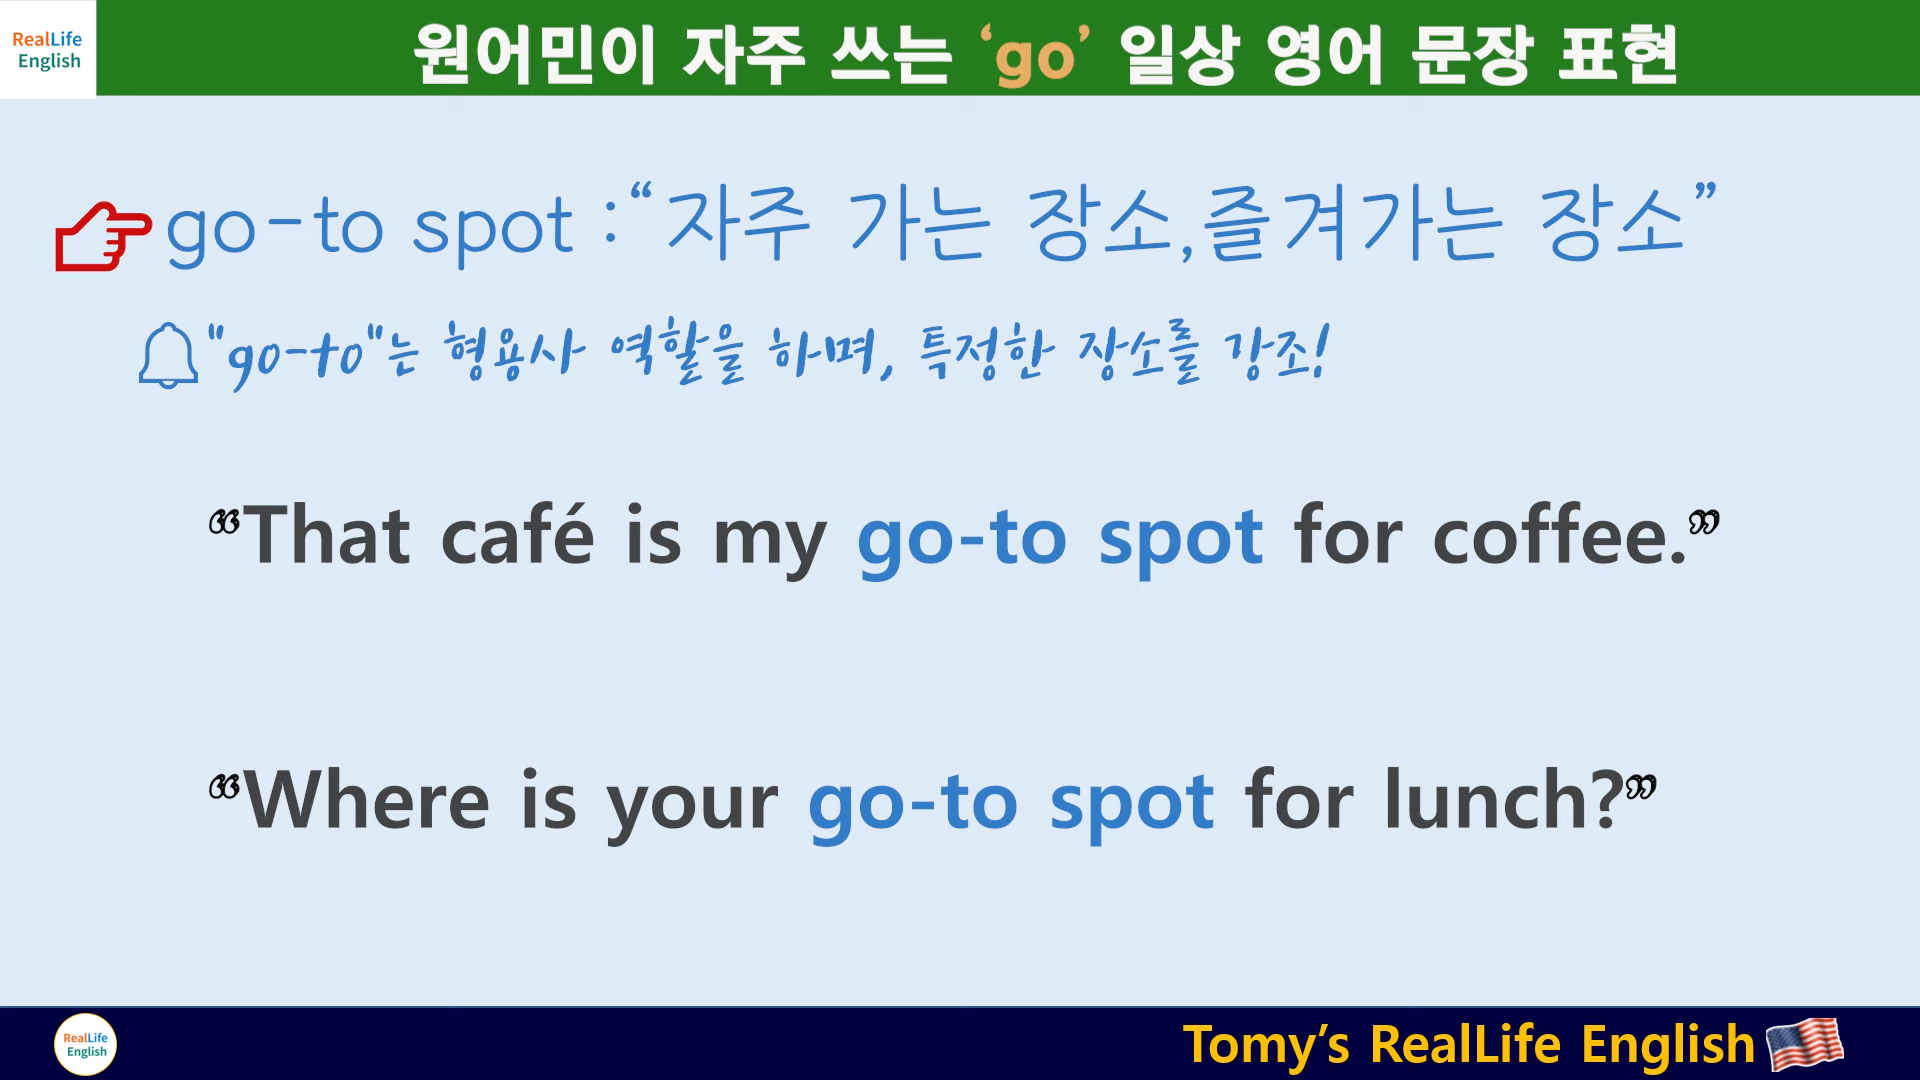 RealLife
English
원어민이 자주 쓰는 ‘go’ 일상 영어 문장 표현
go-to spot :“자주 가는 장소,즐겨가는 장소”
"go-to"는 형용사 역할을 하며, 특정한 장소를 강조!
“That café is my go-to spot for coffee.”
“Where is your go-to spot for lunch?”
RealLife
English
Tomy’s RealLife English